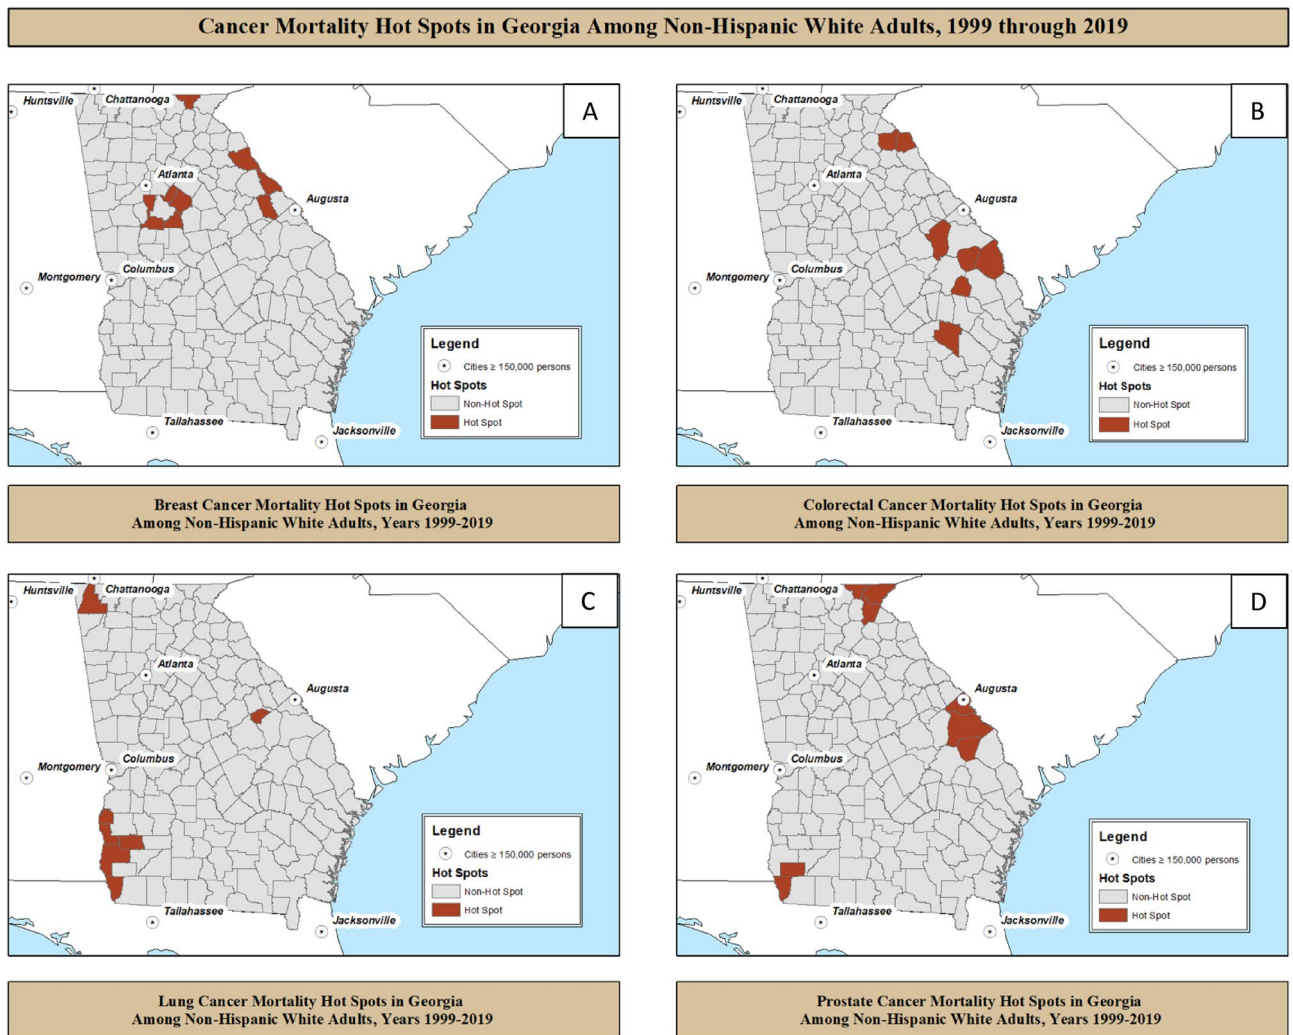 Cancer Mortality Hot Spots in Georgia Among Non-Hispanic White Adults, 1999 through 2019
A
Huntsville
Chattanooga
Atlanta
Augusta
Montgomery
Columbus
Tallahassee
Jacksonville
Legend
Cities ≥ 150,000 persons
Hot Spots
Non-Hot Spot
Hot Spot
Breast Cancer Mortality Hot Spots in Georgia
Among Non-Hispanic White Adults, Years 1999-2019
B
Huntsville
Chattanooga
Atlanta
Augusta
Montgomery
Columbus
Tallahassee
Jacksonville
Legend
Cities ≥ 150,000 persons
Hot Spots
Non-Hot Spot
Hot Spot
Colorectal Cancer Mortality Hot Spots in Georgia
Among Non-Hispanic White Adults, Years 1999-2019
C
Huntsville
Chattanooga
Atlanta
Augusta
Montgomery
Columbus
Tallahassee
Jacksonville
Legend
Cities ≥ 150,000 persons
Hot Spots
Non-Hot Spot
Hot Spot
Lung Cancer Mortality Hot Spots in Georgia
Among Non-Hispanic White Adults, Years 1999-2019
D
Huntsville
Chattanooga
Atlanta
Augusta
Montgomery
Columbus
Tallahassee
Jacksonville
Legend
Cities ≥ 150,000 persons
Hot Spots
Non-Hot Spot
Hot Spot
Prostate Cancer Mortality Hot Spots in Georgia
Among Non-Hispanic White Adults, Years 1999-2019